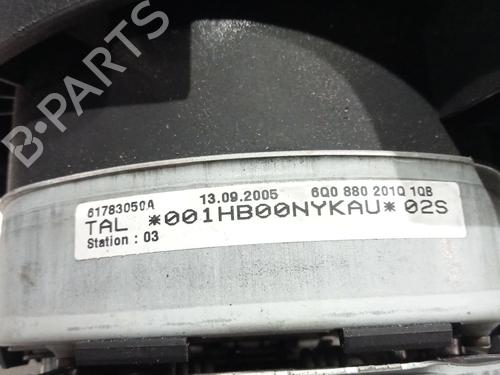 B-PARTS
61783050A 13.09.2005 6Q0 880 201Q 1QB
TAL *001HB00NYKAU* 02S
Station : 03